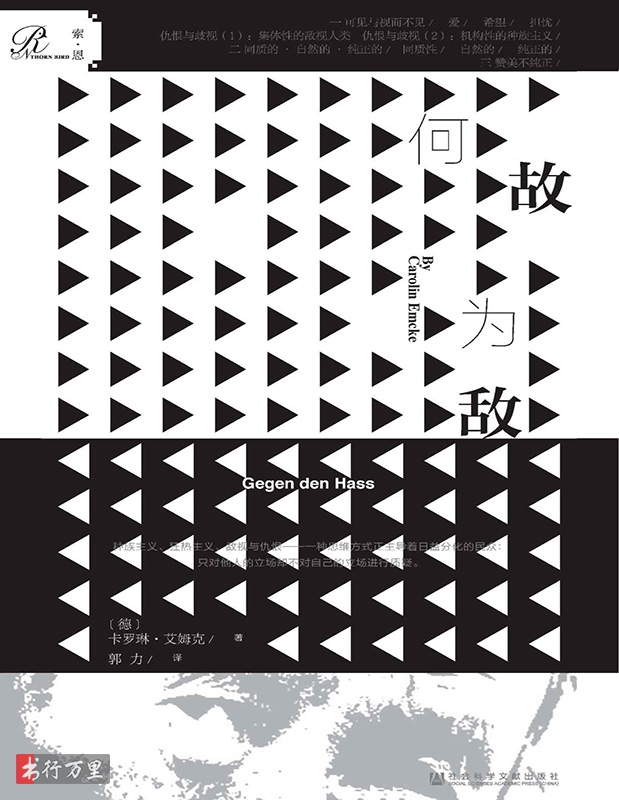 索·恩
THORN BIRD
一 可见与视而不见 / 爱 / 希望 / 担忧 /
仇恨与歧视(1):集体性的敌视人类 仇恨与歧视(2):机构性的种族主义 /
二 同质的·自然的·纯正的 / 同质性 / 自然的 / 纯正的 /
三 赞美不纯正 /
何故为敌
By
Carolin Emcke
Gegen den Hass
种族主义、狂热主义、敌视与仇恨——一种思维方式正主导着日益分化的民众:
只对他人的立场却不对自己的立场进行质疑。
〔德〕
卡罗琳·艾姆克 / 著
郭 力 / 译
书行万里
社会科学文献出版社
SOCIAL SCIENCES ACADEMIC PRESS (CHINA)